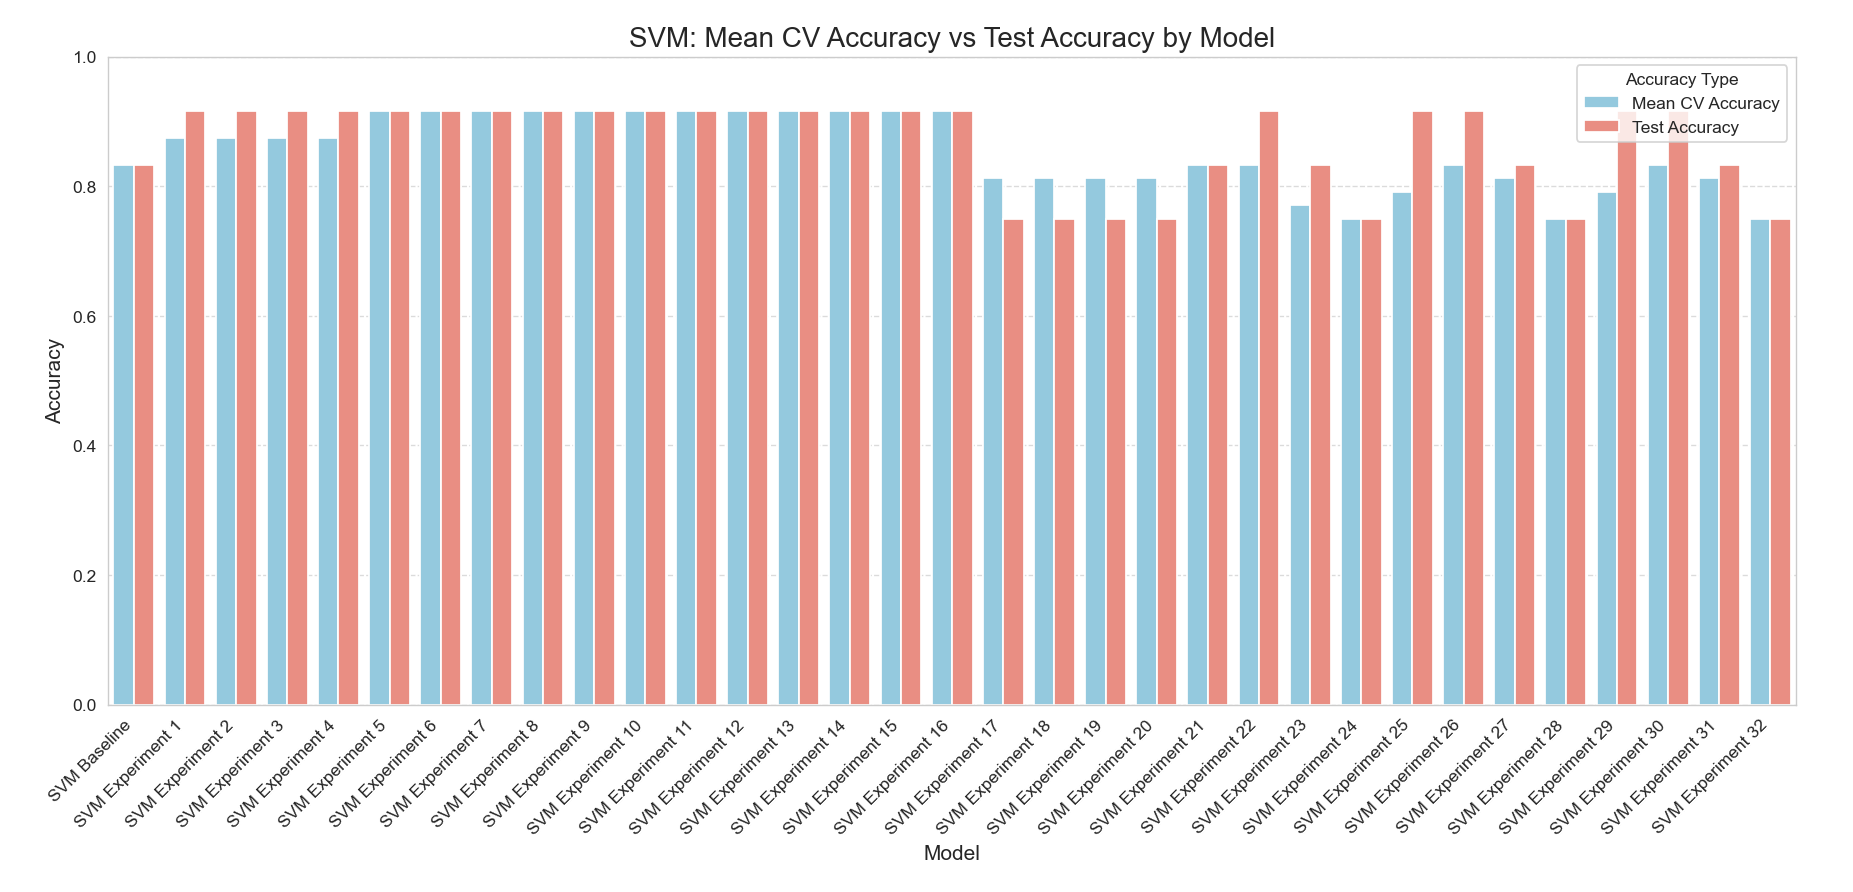 SVM: Mean CV Accuracy vs Test Accuracy by Model
Accuracy Type
Mean CV Accuracy
Test Accuracy
Accuracy
1.0
0.8
0.6
0.4
0.2
0.0
SVM Baseline
SVM Experiment 1
SVM Experiment 2
SVM Experiment 3
SVM Experiment 4
SVM Experiment 5
SVM Experiment 6
SVM Experiment 7
SVM Experiment 8
SVM Experiment 9
SVM Experiment 10
SVM Experiment 11
SVM Experiment 12
SVM Experiment 13
SVM Experiment 14
SVM Experiment 15
SVM Experiment 16
SVM Experiment 17
SVM Experiment 18
SVM Experiment 19
SVM Experiment 20
SVM Experiment 21
SVM Experiment 22
SVM Experiment 23
SVM Experiment 24
SVM Experiment 25
SVM Experiment 26
SVM Experiment 27
SVM Experiment 28
SVM Experiment 29
SVM Experiment 30
SVM Experiment 31
SVM Experiment 32
Model